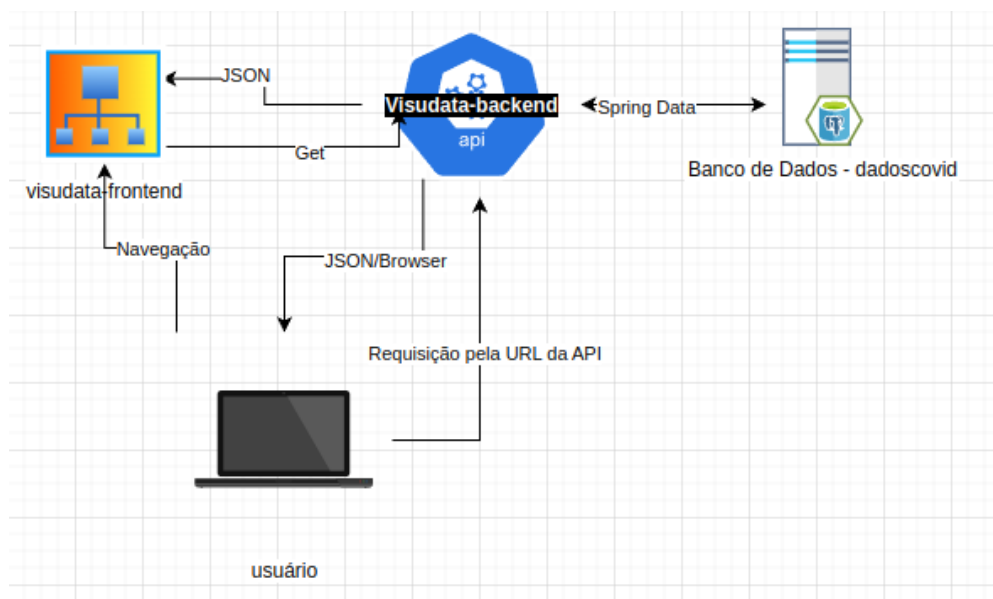 JSON
Visudata-backend
Spring Data
api
Get
Banco de Dados - dadoscovid
visudata-frontend
Navegação
JSON/Browser
Requisição pela URL da API
usuário